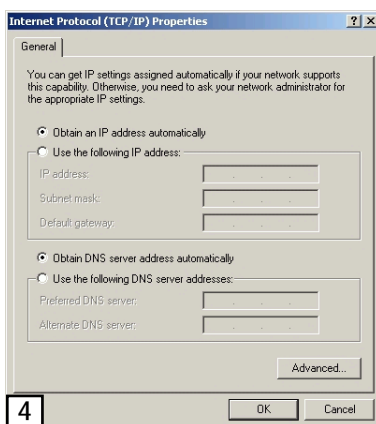 Internet Protocol (TCP/IP) Properties
General
You can get IP settings assigned automatically if your network supports
this capability. Otherwise, you need to ask your network administrator for
the appropriate IP settings.
Obtain an IP address automatically
Use the following IP address:
IP address:
Subnet mask:
Default gateway:
Obtain DNS server address automatically
Use the following DNS server addresses:
Preferred DNS server:
Alternate DNS server:
Advanced...
4
OK
Cancel